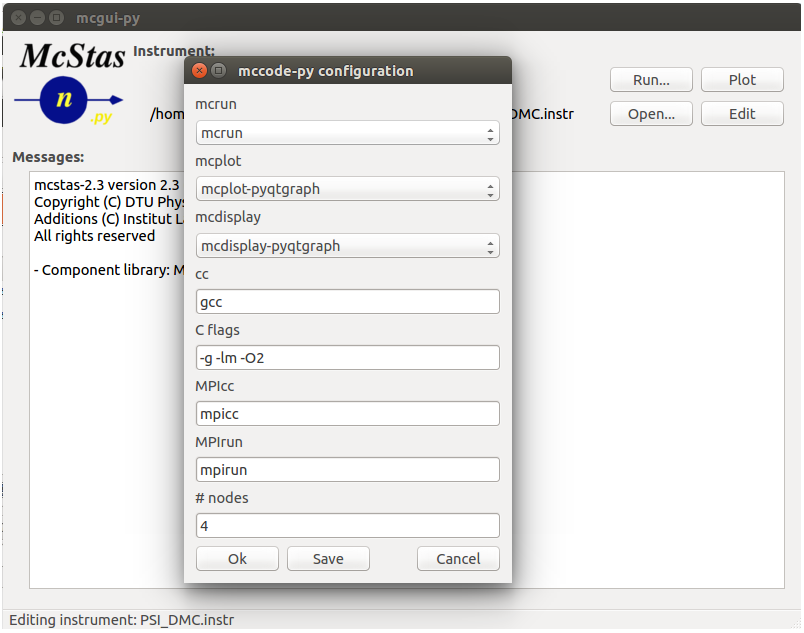 mcgui-py
McStas
n
.py
Instrument:
/hom
DMC.instr
Run...
Plot
Open...
Edit
Messages:
mcstas-2.3 version 2.3
Copyright (C) DTU Phys
Additions (C) Institut La
All rights reserved
- Component library: M
mccode-py configuration
mcrun
mcrun
mcplot
mcplot-pyqtgraph
mcdisplay
mcdisplay-pyqtgraph
cc
gcc
C flags
-g -lm -O2
MPIcc
mpicc
MPIrun
mpirun
# nodes
4
Ok
Save
Cancel
Editing instrument: PSI_DMC.instr